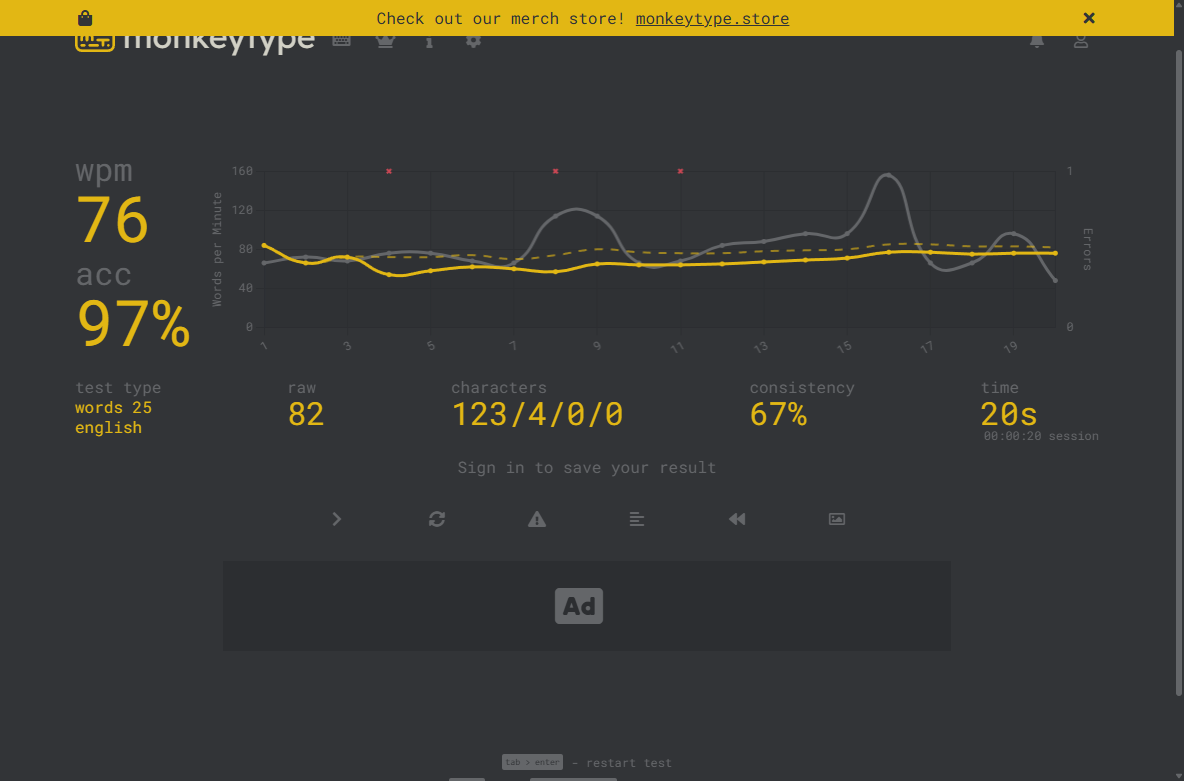 Check out our merch store! monkeytype.store
monkeytype
wpm
76
acc
97%
Words per Minute
160
120
80
40
0
1 3 5 7 9 11 13 15 17 19
1
0
Errors
test type
words 25
english
raw
82
characters
123/4/0/0
consistency
67%
time
20s
00:00:20 session
Sign in to save your result
Ad
tab > enter - restart test